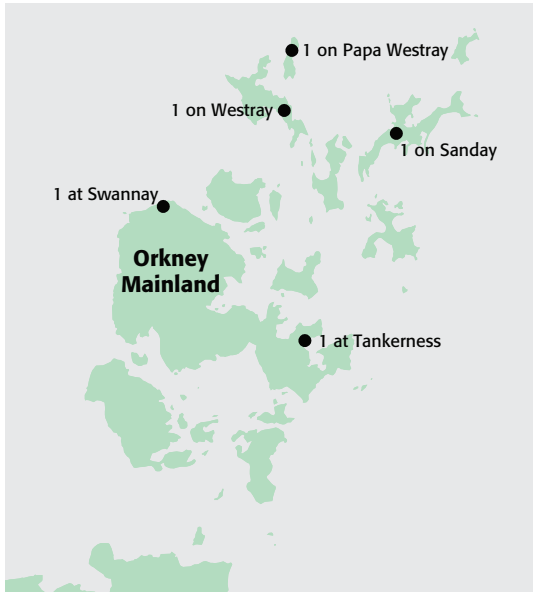 1 on Papa Westray
1 on Westray
1 on Sanday
1 at Swannay
Orkney
Mainland
1 at Tankerness